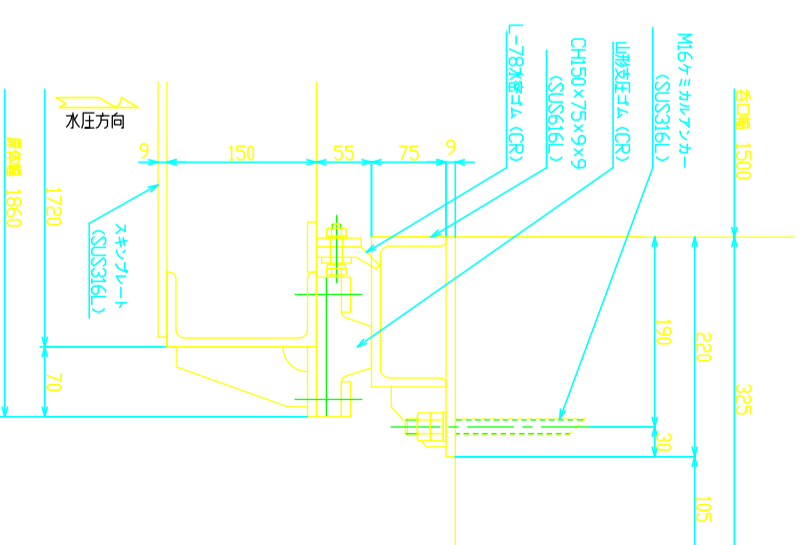 M16ケミカルアンカー
(SUS316L)
山形支圧ゴム (CR)
CH150×75×9×9
(SUS616L)
L-78水密ゴム (CR)
呑口幅 1500
水圧方向
9
150
55
75
9
扉体幅 1860
1720
スキンプレート
(SUS316L)
70
190
220
325
30
105